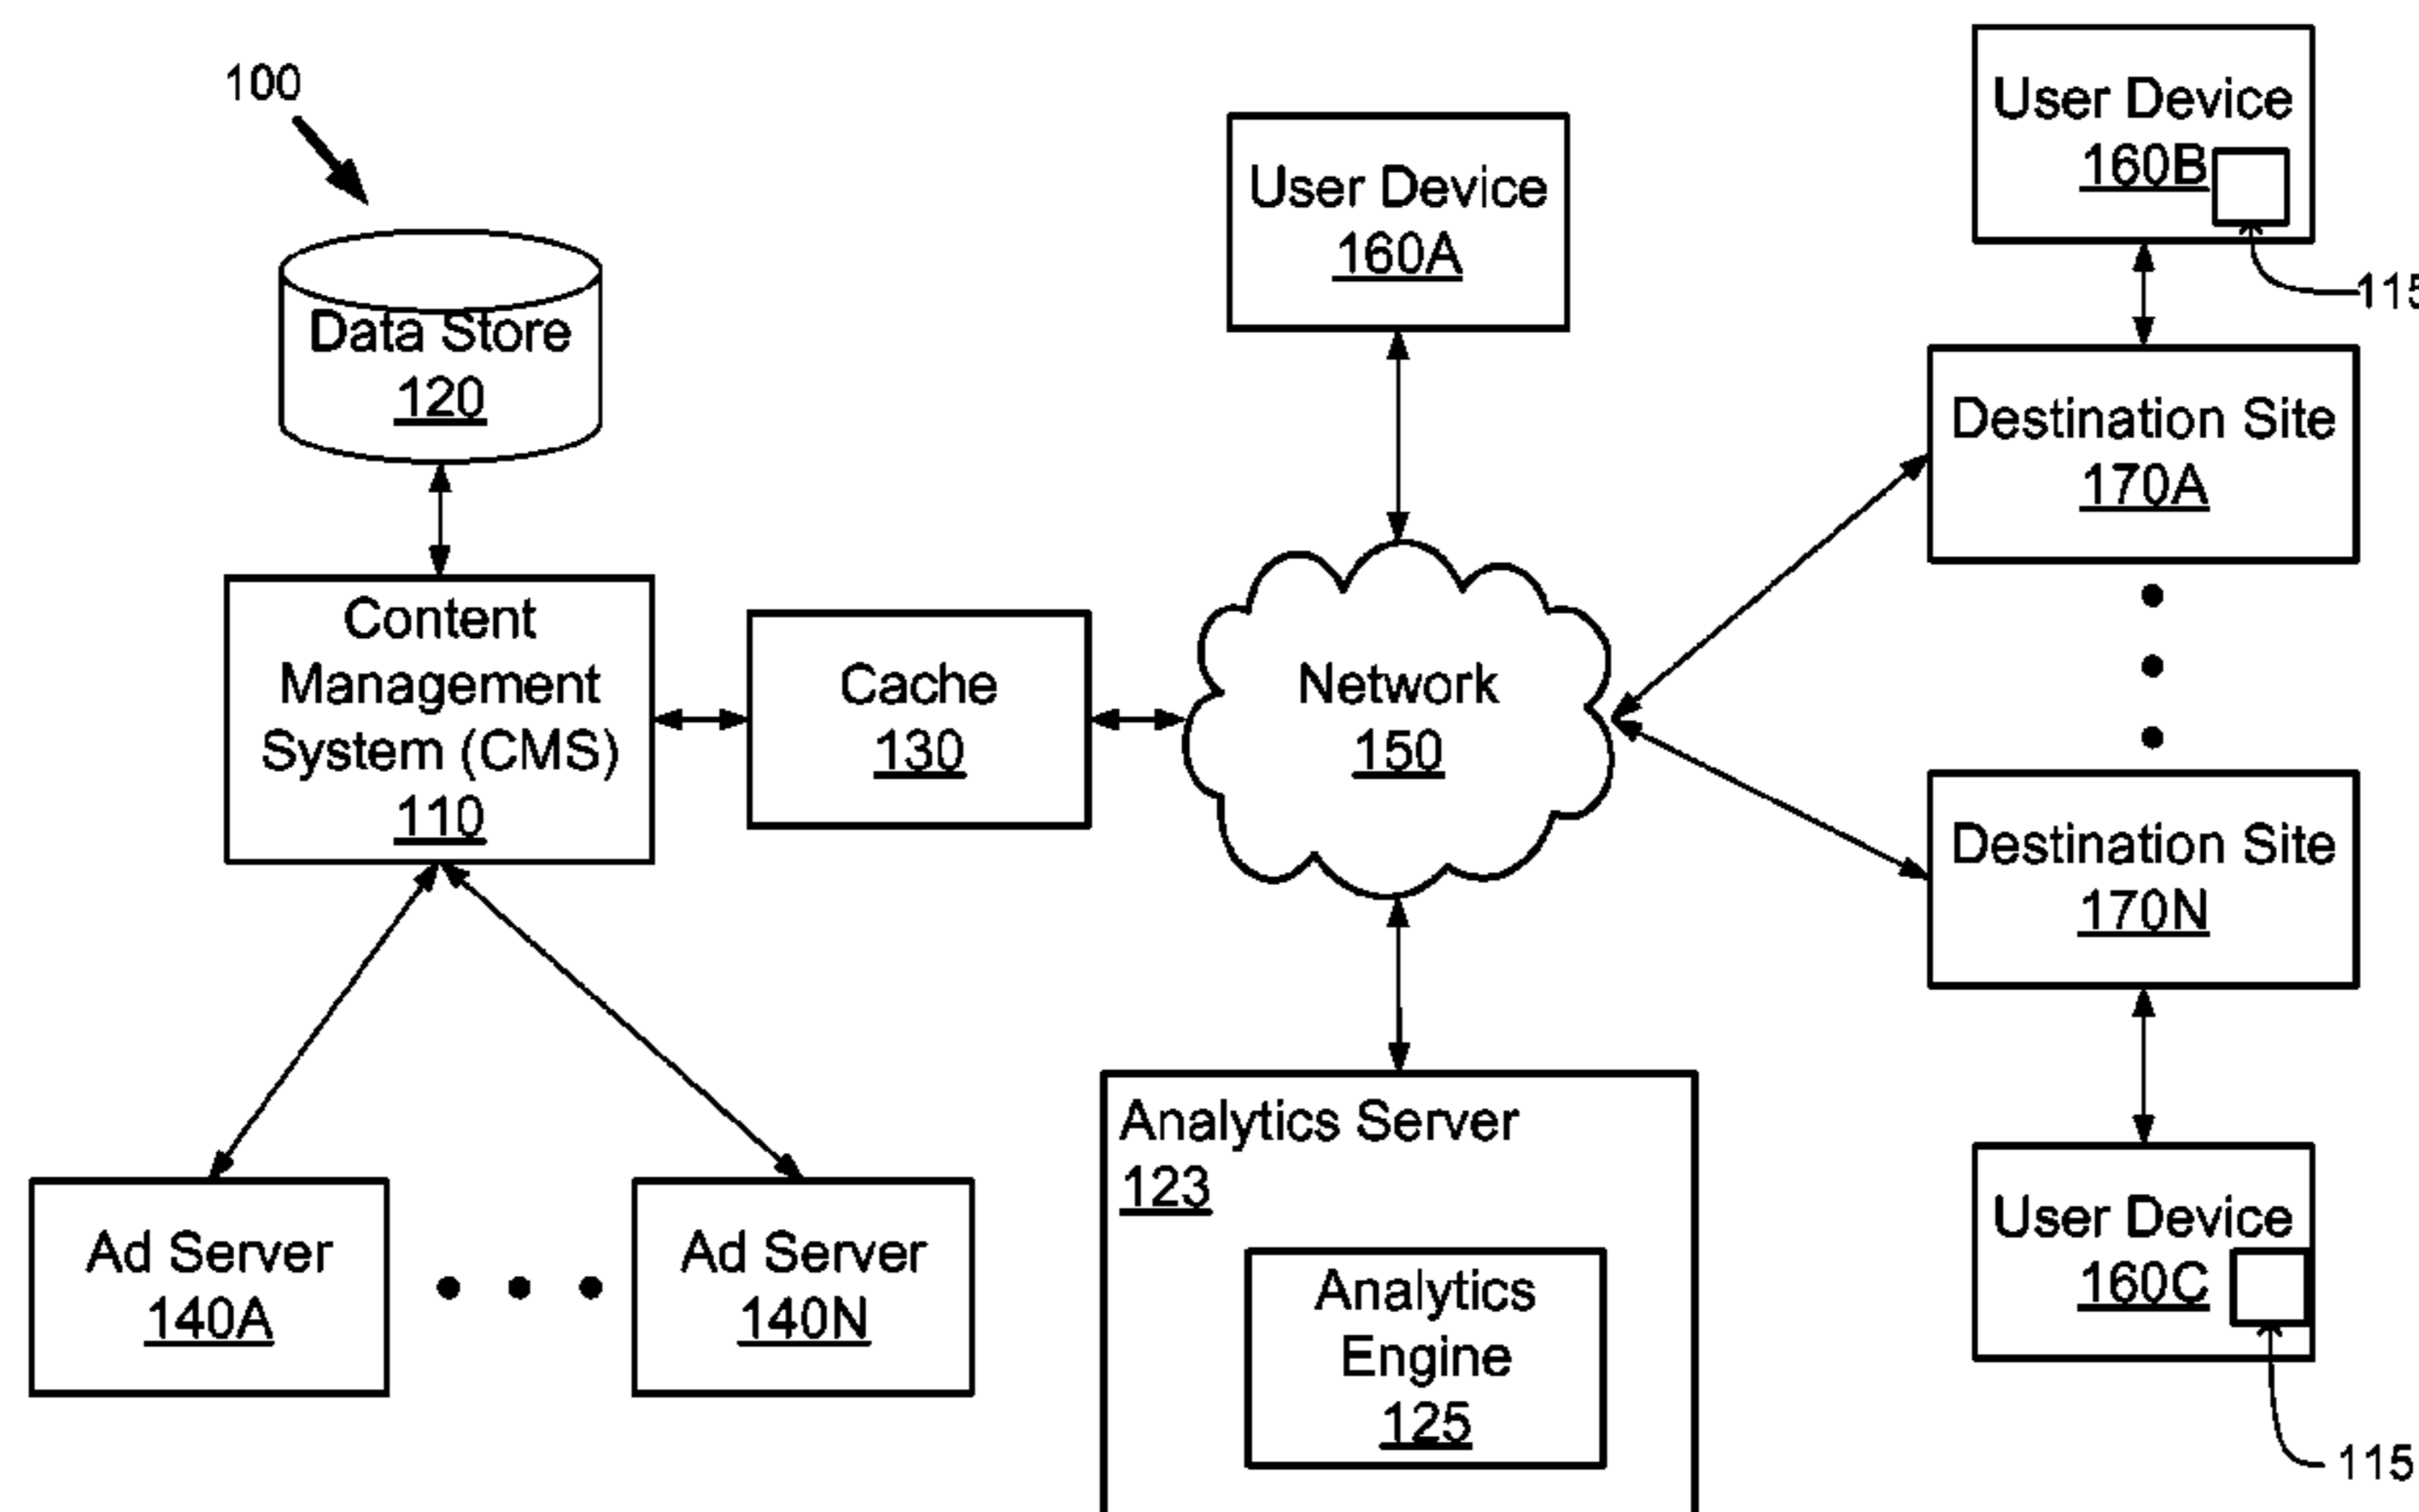 100
Data Store
120
Content
Management
System (CMS)
110
Cache
130
Network
150
User Device
160A
User Device
160B
115
Destination Site
170A
Destination Site
170N
User Device
160C
115
Ad Server
140A
Ad Server
140N
Analytics Server
123
Analytics
Engine
125